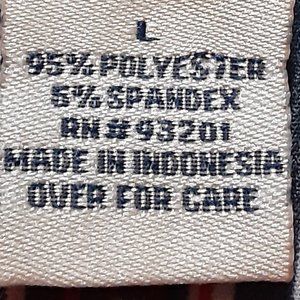 L
95% POLYESTER
5% SPANDEX
RN# 93201
MADE IN INDONESIA
OVER FOR CARE